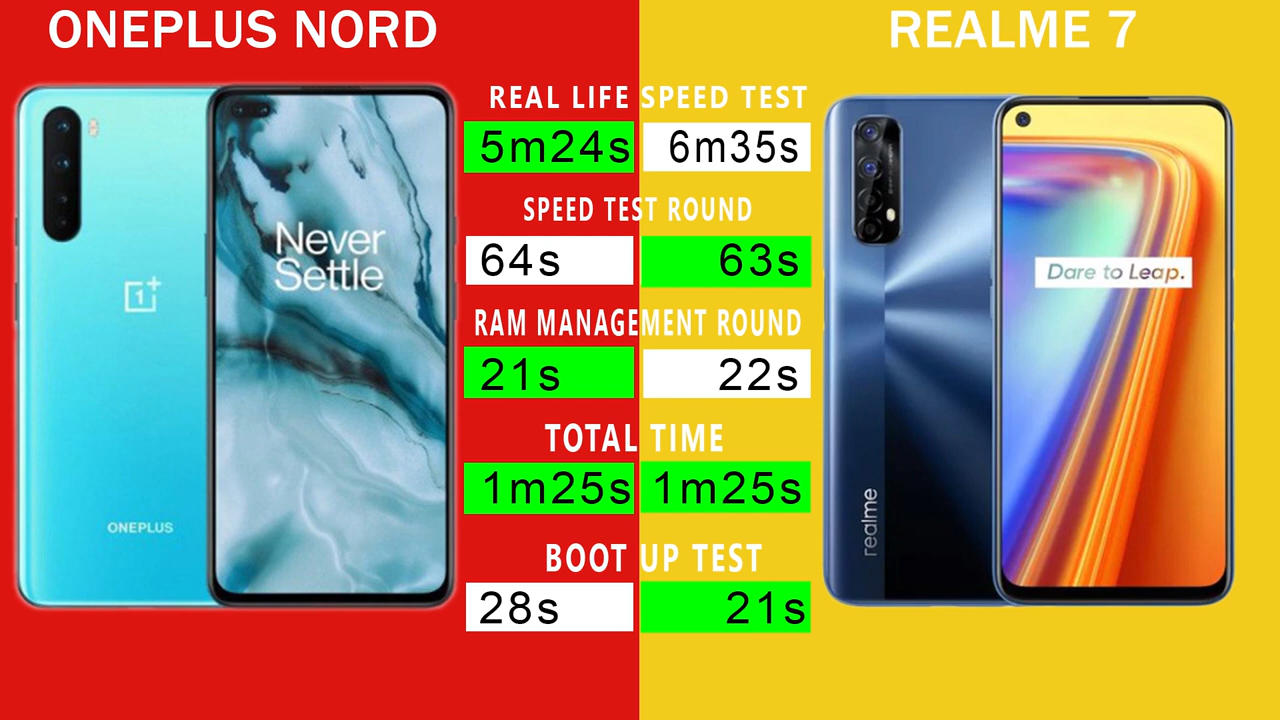 ONEPLUS NORD
REALME 7
REAL LIFE SPEED TEST
5m24s 6m35s
SPEED TEST ROUND
64s 63s
RAM MANAGEMENT ROUND
21s 22s
TOTAL TIME
1m25s 1m25s
BOOT UP TEST
28s 21s
Never
Settle
1+
ONEPLUS
Dare to Leap.
realme